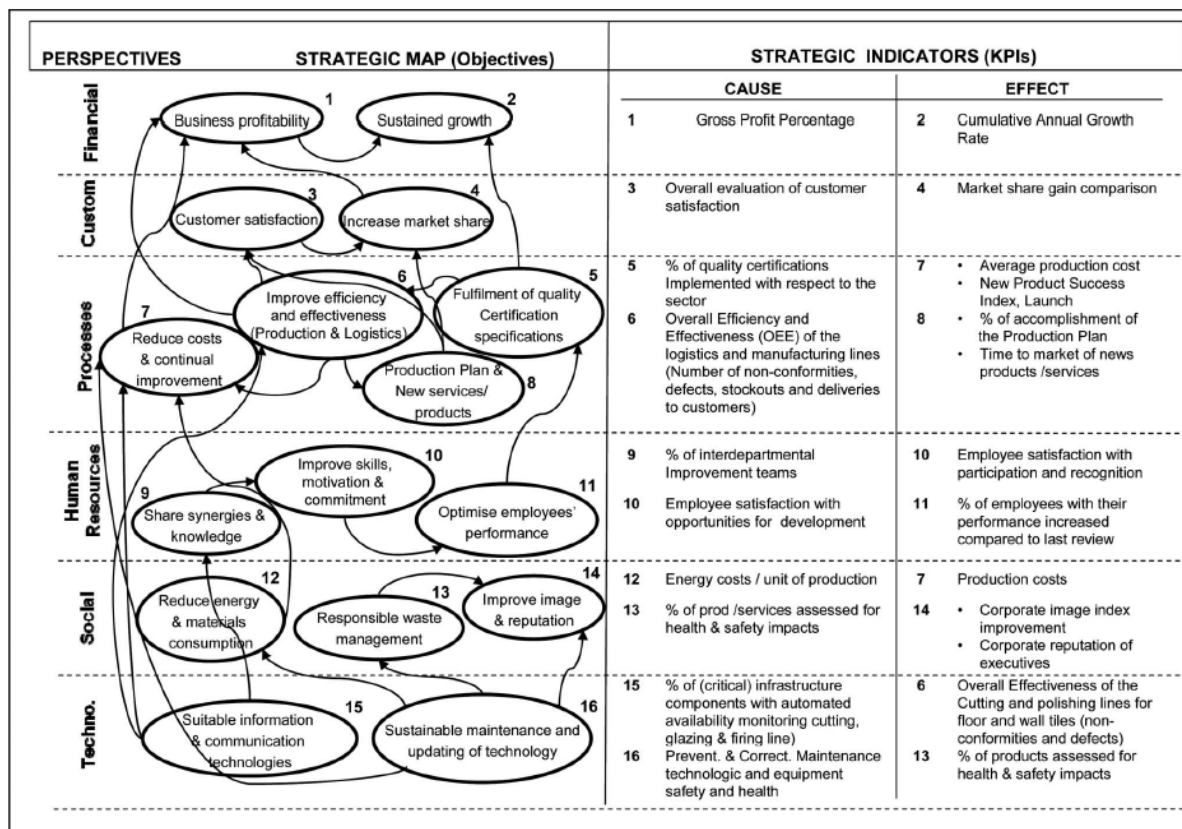 PERSPECTIVES
STRATEGIC MAP (Objectives)
STRATEGIC INDICATORS (KPIs)
CAUSE
EFFECT
Financial
1
Business profitability
2
Sustained growth
1
Gross Profit Percentage
2
Cumulative Annual Growth
Rate
Custom
3
Customer satisfaction
4
Increase market share
3
Overall evaluation of customer
satisfaction
4
Market share gain comparison
Processes
6
Improve efficiency
and effectiveness
(Production & Logistics)
5
Fulfilment of quality
Certification
specifications
7
Reduce costs
& continual
improvement
Production Plan &
New services/
products
8
5
% of quality certifications
Implemented with respect to the
sector
6
Overall Efficiency and
Effectiveness (OEE) of the
logistics and manufacturing lines
(Number of non-conformities,
defects, stockouts and deliveries
to customers)
7
• Average production cost
• New Product Success
Index, Launch
8
• % of accomplishment of
the Production Plan
• Time to market of news
products /services
Human
Resources
10
Improve skills,
motivation &
commitment
9
Share synergies &
knowledge
11
Optimise employees'
performance
9
% of interdepartmental
Improvement teams
10
Employee satisfaction with
opportunities for development
10
Employee satisfaction with
participation and recognition
11
% of employees with their
performance increased
compared to last review
Social
12
Reduce energy
& materials
consumption
13
Responsible waste
management
14
Improve image
& reputation
12
Energy costs / unit of production
13
% of prod /services assessed for
health & safety impacts
7
Production costs
14
• Corporate image index
improvement
• Corporate reputation of
executives
Techno.
15
Suitable information
& communication
technologies
16
Sustainable maintenance and
updating of technology
15
% of (critical) infrastructure
components with automated
availability monitoring cutting,
glazing & firing line)
16
Prevent. & Correct. Maintenance
technologic and equipment
safety and health
6
Overall Effectiveness of the
Cutting and polishing lines for
floor and wall tiles (non-
conformities and defects)
13
% of products assessed for
health & safety impacts